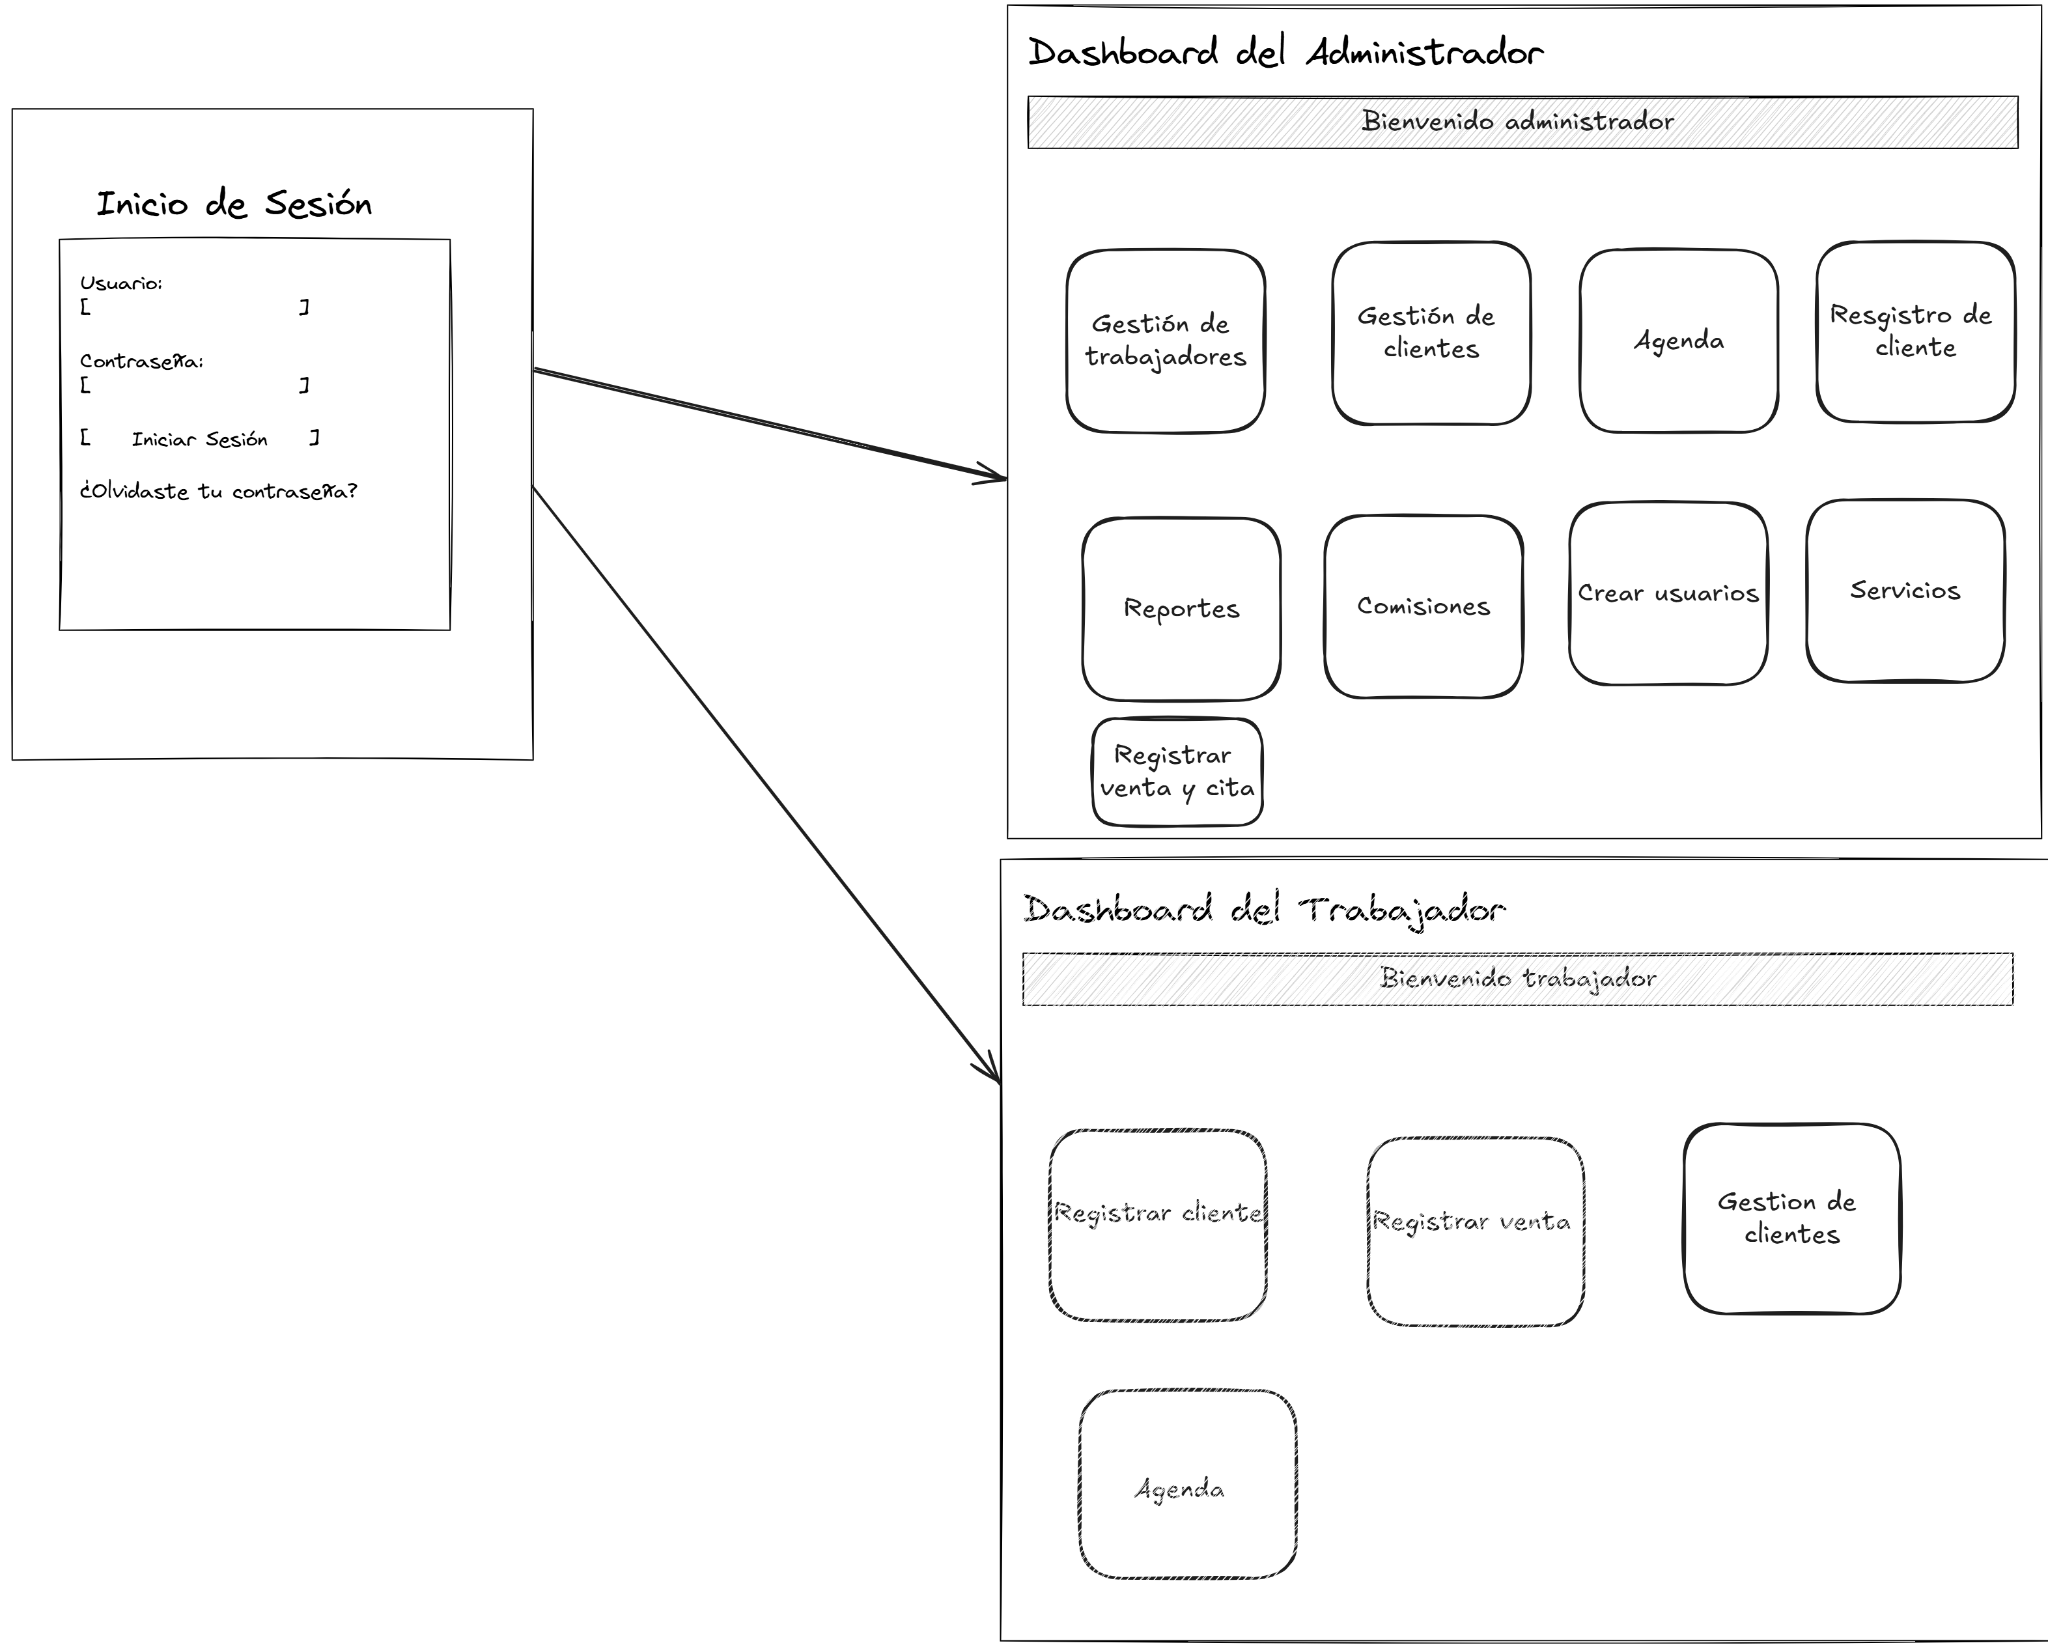 Inicio de Sesión
Usuario:
[ ]
Contraseña:
[ ]
[ Iniciar Sesión ]
¿Olvidaste tu contraseña?
Dashboard del Administrador
Bienvenido administrador
Gestión de
trabajadores
Gestión de
clientes
Agenda
Resgistro de
cliente
Reportes
Comisiones
Crear usuarios
Servicios
Registrar
venta y cita
Dashboard del Trabajador
Bienvenido trabajador
Registrar cliente
Registrar venta
Gestion de
clientes
Agenda